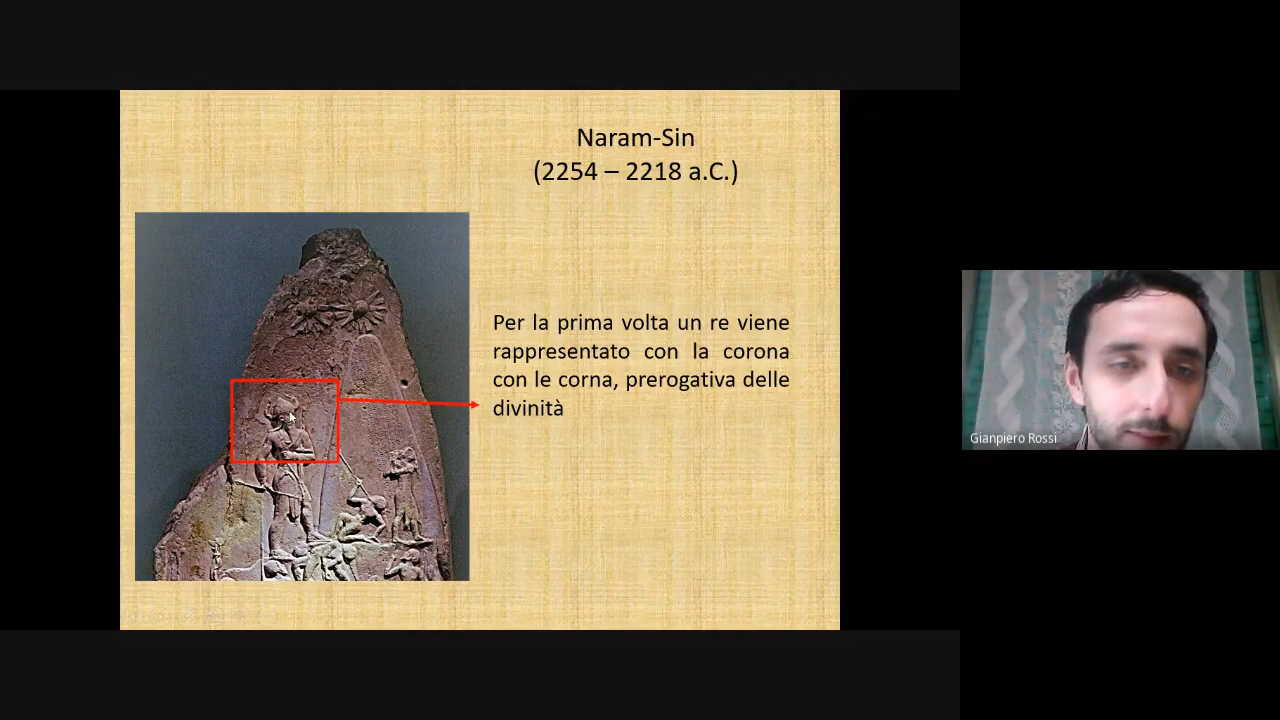 Naram-Sin
(2254 – 2218 a.C.)
Per la prima volta un re viene
rappresentato con la corona
con le corna, prerogativa delle
divinità
Gianpiero Rossi